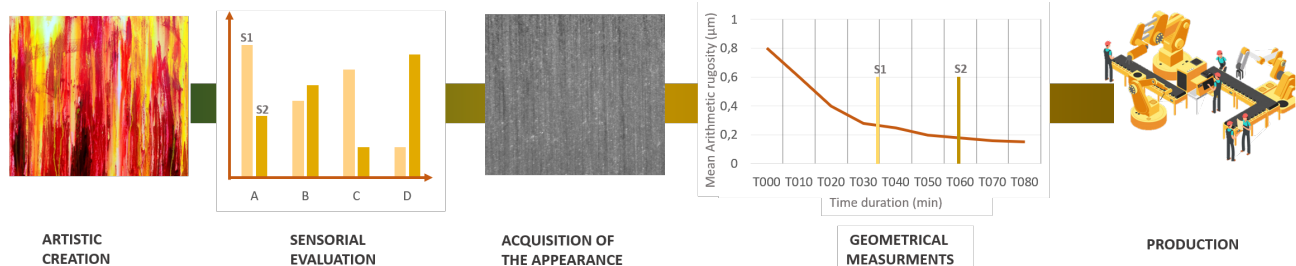 S1
S2
A B C D
Mean Arithmetic rugosity (µm)
1
0,8
0,6
0,4
0,2
0
S1
S2
T000 T010 T020 T030 T040 T050 T060 T070 T080
Time duration (min)
ARTISTIC
CREATION
SENSORIAL
EVALUATION
ACQUISITION OF
THE APPEARANCE
GEOMETRICAL
MEASURMENTS
PRODUCTION